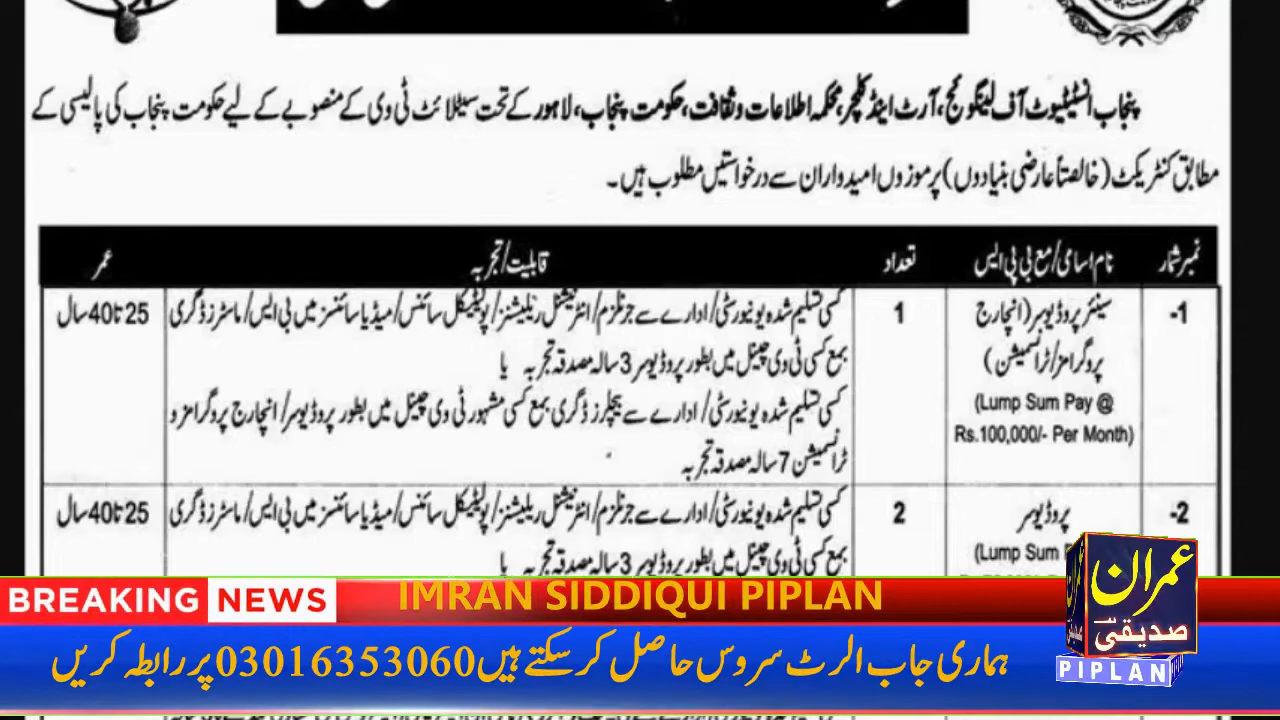 پنجاب انسٹیٹیوٹ آف لینگوئج، آرٹ اینڈ کلچر، محکمہ اطلاعات و ثقافت، حکومت پنجاب، لاہور کے تحت سیٹلائٹ ٹی وی کے منصوبے کے لیے حکومت پنجاب کی پالیسی کے
مطابق کنٹریکٹ (خالصتاً عارضی بنیادوں) پر موزوں امیدواران سے درخواستیں مطلوب ہیں۔
نمبر شمار نام اسامی/مع بی پی ایس تعداد قابلیت/تجربہ عمر
1- سینئر پروڈیوسر (انچارج 1 کسی تسلیم شدہ یونیورسٹی/ادارے سے جرنلزم/انٹرنیشنل ریلیشنز/پولیٹیکل سائنس/میڈیا سائنسز میں بی ایس/ماسٹرز ڈگری 25 تا 40 سال
پروگرامز/ٹرانسمیشن) بمع کسی ٹی وی چینل میں بطور پروڈیوسر 3 سالہ مصدقہ تجربہ یا
(Lump Sum Pay @ کسی تسلیم شدہ یونیورسٹی/ادارے سے بیچلرز ڈگری بمع کسی مشہور ٹی وی چینل میں بطور پروڈیوسر/انچارج پروگرامز و
Rs.100,000/- Per Month) ٹرانسمیشن 7 سالہ مصدقہ تجربہ
2- پروڈیوسر 2 کسی تسلیم شدہ یونیورسٹی/ادارے سے جرنلزم/انٹرنیشنل ریلیشنز/پولیٹیکل سائنس/میڈیا سائنسز میں بی ایس/ماسٹرز ڈگری 25 تا 40 سال
(Lump Sum بمع کسی ٹی وی چینل میں بطور پروڈیوسر 3 سالہ مصدقہ تجربہ یا
BREAKING NEWS IMRAN SIDDIQUI PIPLAN
عمران
صدیقی
PIPLAN
ہماری جاب الرٹ سروس حاصل کر سکتے ہیں 03016353060 پر رابطہ کریں